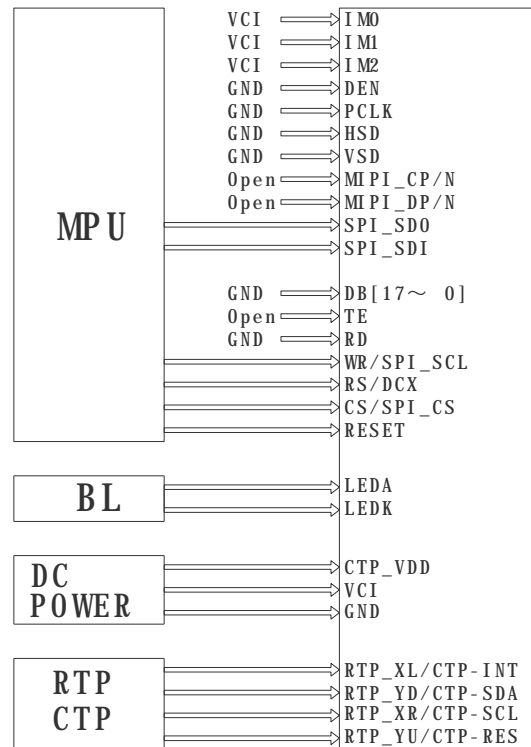 VCI IM0
VCI IM1
VCI IM2
GND DEN
GND PCLK
GND HSD
GND VSD
Open MIPI_CP/N
Open MIPI_DP/N
MPU
SPI_SDO
SPI_SDI
GND DB[17～ 0]
Open TE
GND RD
WR/SPI_SCL
RS/DCX
CS/SPI_CS
RESET
BL
LEDA
LEDK
DC
POWER
CTP_VDD
VCI
GND
RTP
CTP
RTP_XL/CTP-INT
RTP_YD/CTP-SDA
RTP_XR/CTP-SCL
RTP_YU/CTP-RES